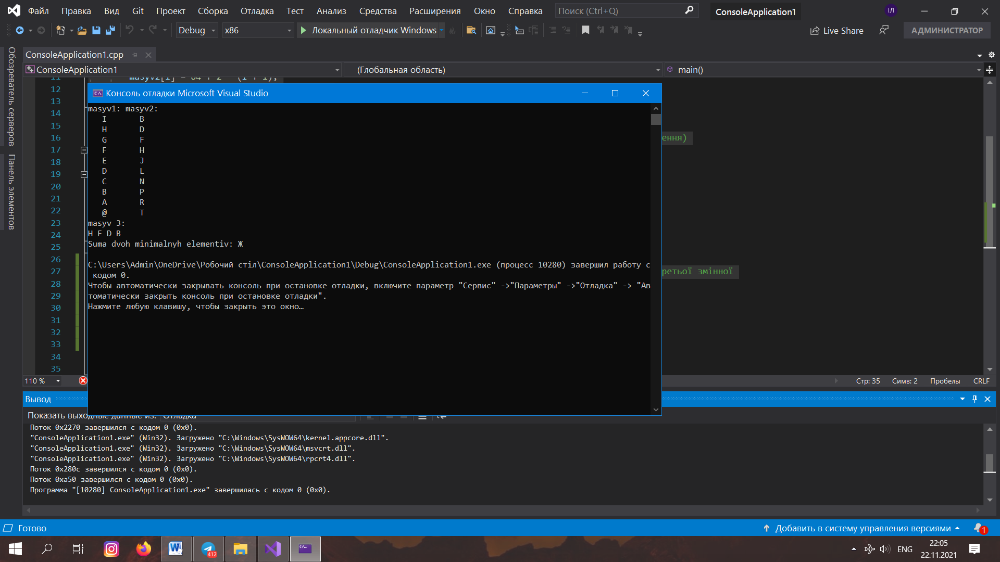 Файл Правка Вид Git Проект Сборка Отладка Тест Анализ Средства Расширения Окно Справка Поиск (Ctrl+Q) ConsoleApplication1 ІЛ
Debug x86 Локальный отладчик Windows Live Share АДМИНИСТРАТОР
Обозреватель серверов
Панель элементов
ConsoleApplication1.cpp
ConsoleApplication1 (Глобальная область) main()
11 masyv2[i] = 64 + 2 * (i + 1);
12
13
14
15
16 ення)
17
18
19
20
21
22
23
24
25
26
27 ретьої змінної
28
29
30
31
32
33
34
35
Консоль отладки Microsoft Visual Studio
masyv1: masyv2:
I B
H D
G F
F H
E J
D L
C N
B P
A R
@ T
masyv 3:
H F D B
Suma dvoh minimalnyh elementiv: Ж
C:\Users\Admin\OneDrive\Робочий стіл\ConsoleApplication1\Debug\ConsoleApplication1.exe (процесс 10280) завершил работу с
кодом 0.
Чтобы автоматически закрывать консоль при остановке отладки, включите параметр "Сервис" ->"Параметры" ->"Отладка" -> "Ав
томатически закрыть консоль при остановке отладки".
Нажмите любую клавишу, чтобы закрыть это окно…
110 % Стр: 35 Симв: 2 Пробелы CRLF
Вывод
Показать выходные данные из: Отладка
Поток 0x2270 завершился с кодом 0 (0x0).
"ConsoleApplication1.exe" (Win32). Загружено "C:\Windows\SysWOW64\kernel.appcore.dll".
"ConsoleApplication1.exe" (Win32). Загружено "C:\Windows\SysWOW64\msvcrt.dll".
"ConsoleApplication1.exe" (Win32). Загружено "C:\Windows\SysWOW64\rpcrt4.dll".
Поток 0x280c завершился с кодом 0 (0x0).
Поток 0xa50 завершился с кодом 0 (0x0).
Программа "[10280] ConsoleApplication1.exe" завершилась с кодом 0 (0x0).
Готово Добавить в систему управления версиями 1
412 ENG 22:05
22.11.2021